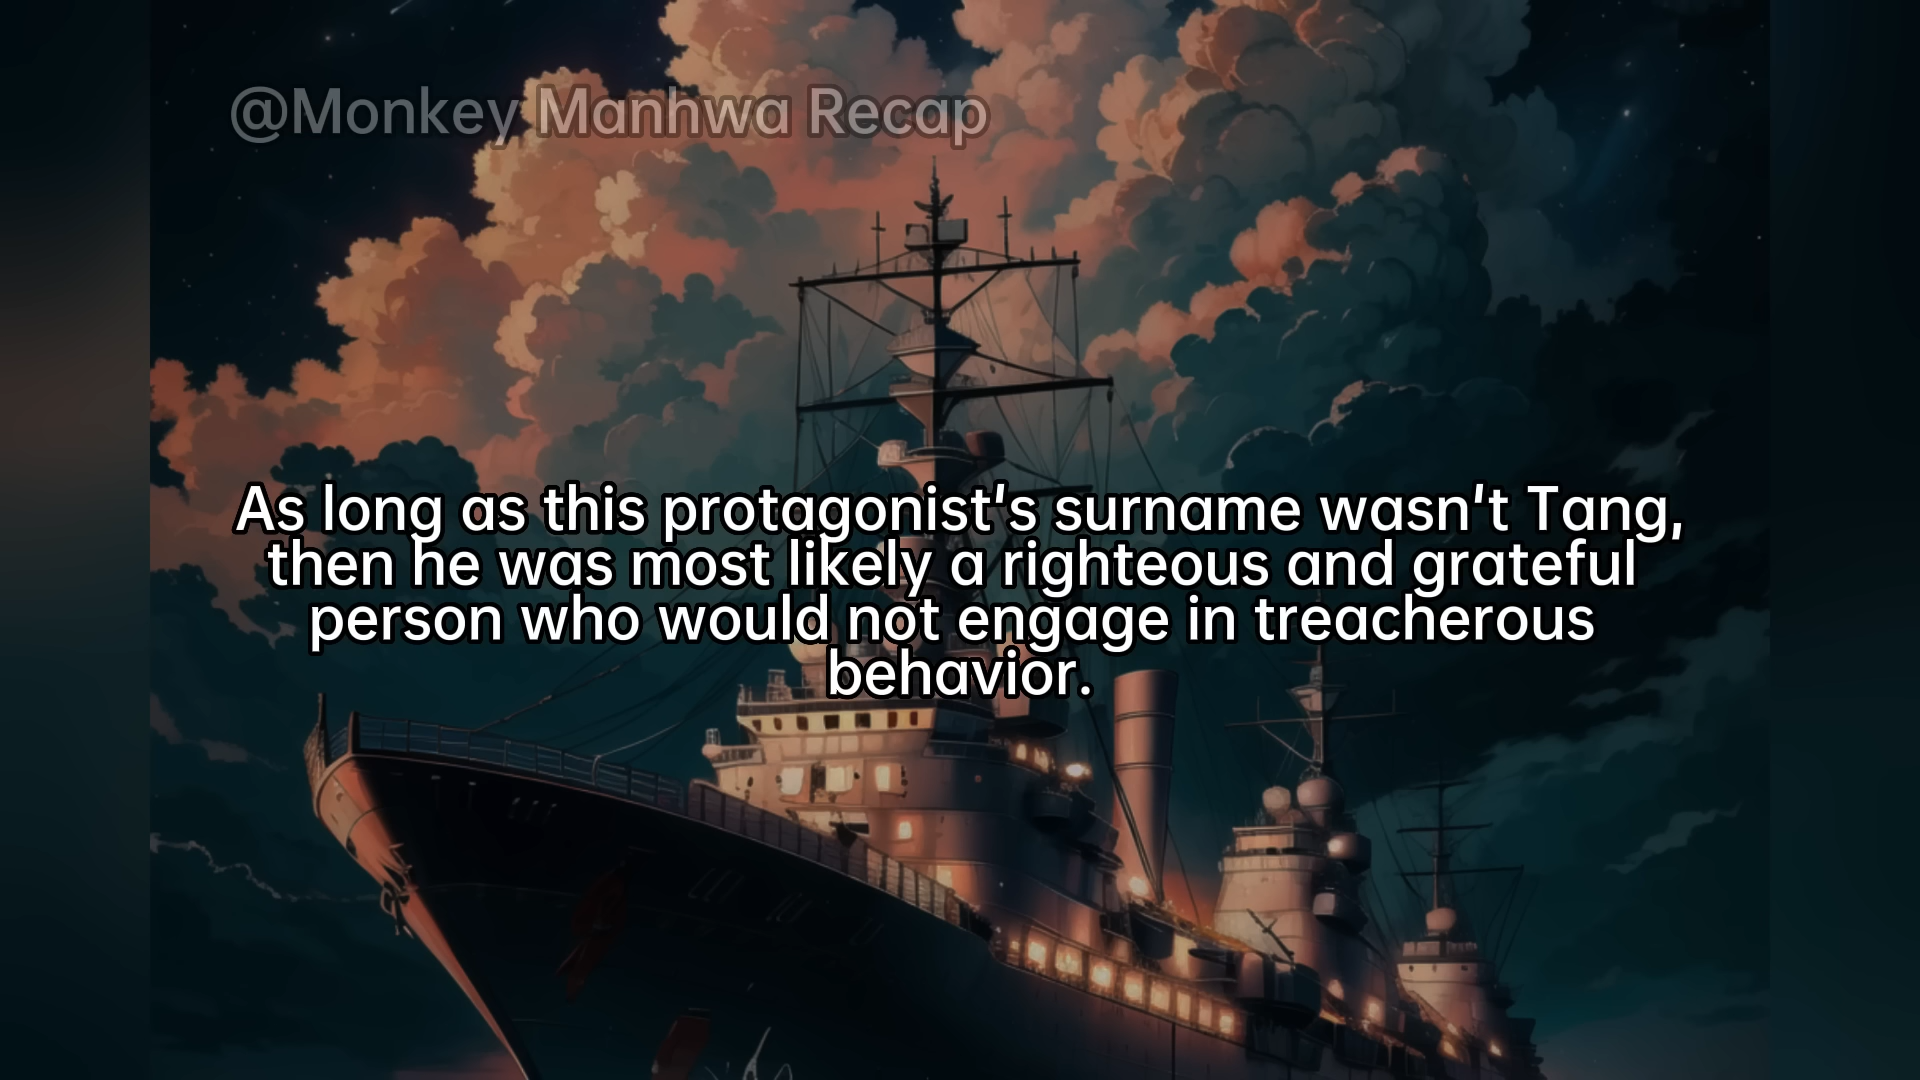 @Monkey Manhwa Recap
As long as this protagonist's surname wasn't Tang,
then he was most likely a righteous and grateful
person who would not engage in treacherous
behavior.